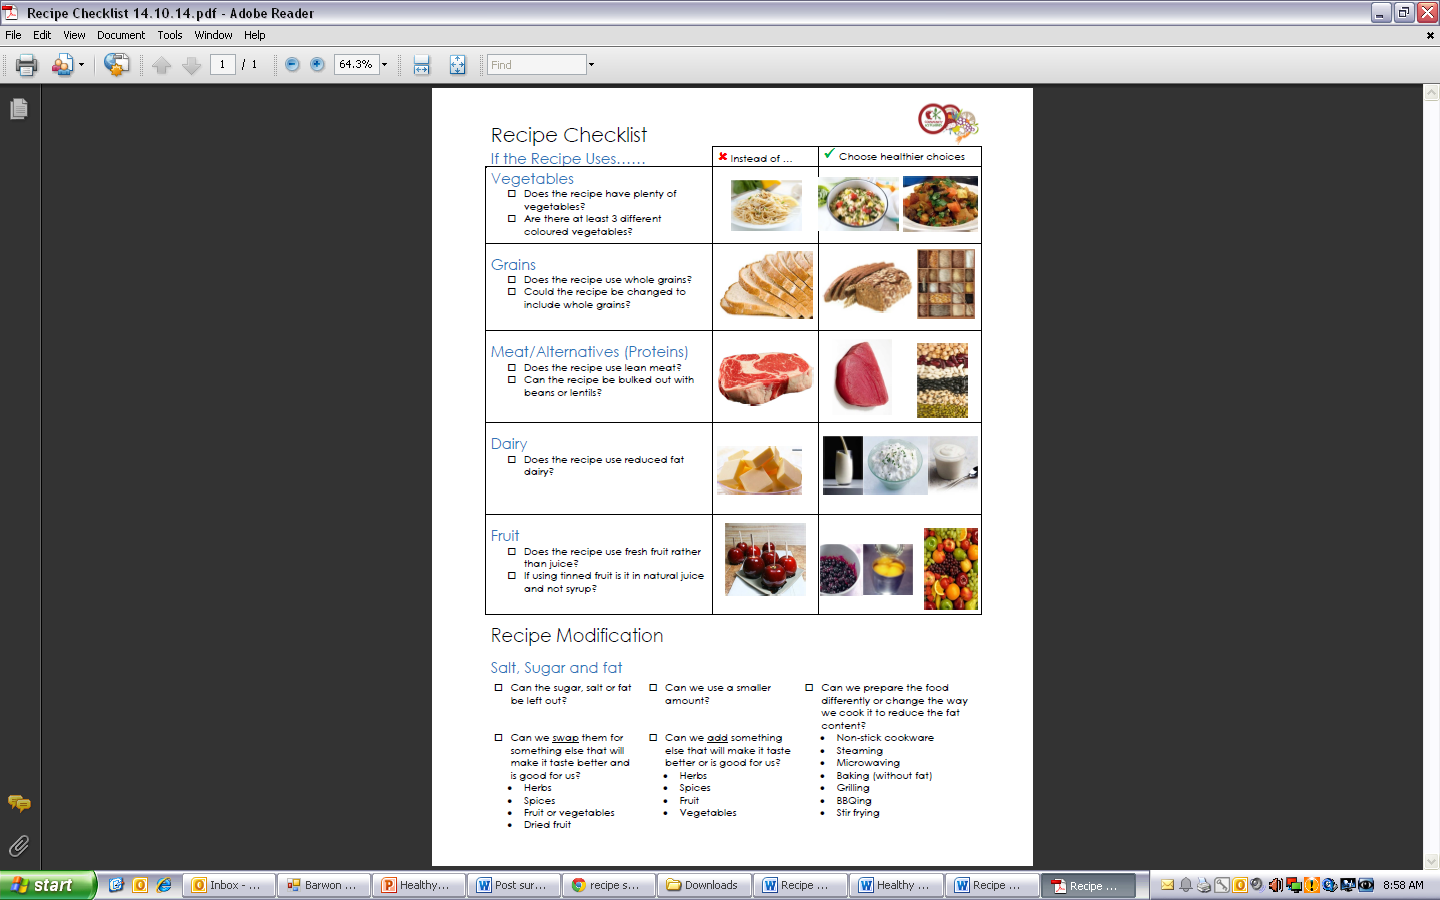 Recipe Checklist 14.10.14.pdf - Adobe Reader
File Edit View Document Tools Window Help
1 / 1 64.3% Find
Recipe Checklist
If the Recipe Uses...... Instead of ... Choose healthier choices
Vegetables
Does the recipe have plenty of
vegetables?
Are there at least 3 different
coloured vegetables?
Grains
Does the recipe use whole grains?
Could the recipe be changed to
include whole grains?
Meat/Alternatives (Proteins)
Does the recipe use lean meat?
Can the recipe be bulked out with
beans or lentils?
Dairy
Does the recipe use reduced fat
dairy?
Fruit
Does the recipe use fresh fruit rather
than juice?
If using tinned fruit is it in natural juice
and not syrup?
Recipe Modification
Salt, Sugar and fat
Can the sugar, salt or fat
be left out?
Can we use a smaller
amount?
Can we prepare the food
differently or change the way
we cook it to reduce the fat
content?
• Non-stick cookware
• Steaming
• Microwaving
• Baking (without fat)
• Grilling
• BBQing
• Stir frying
Can we swap them for
something else that will
make it taste better and
is good for us?
• Herbs
• Spices
• Fruit or vegetables
• Dried fruit
Can we add something
else that will make it taste
better or is good for us?
• Herbs
• Spices
• Fruit
• Vegetables
start Inbox - ... Barwon ... Healthy... Post sur... recipe s... Downloads Recipe ... Healthy ... Recipe ... Recipe ... 8:58 AM